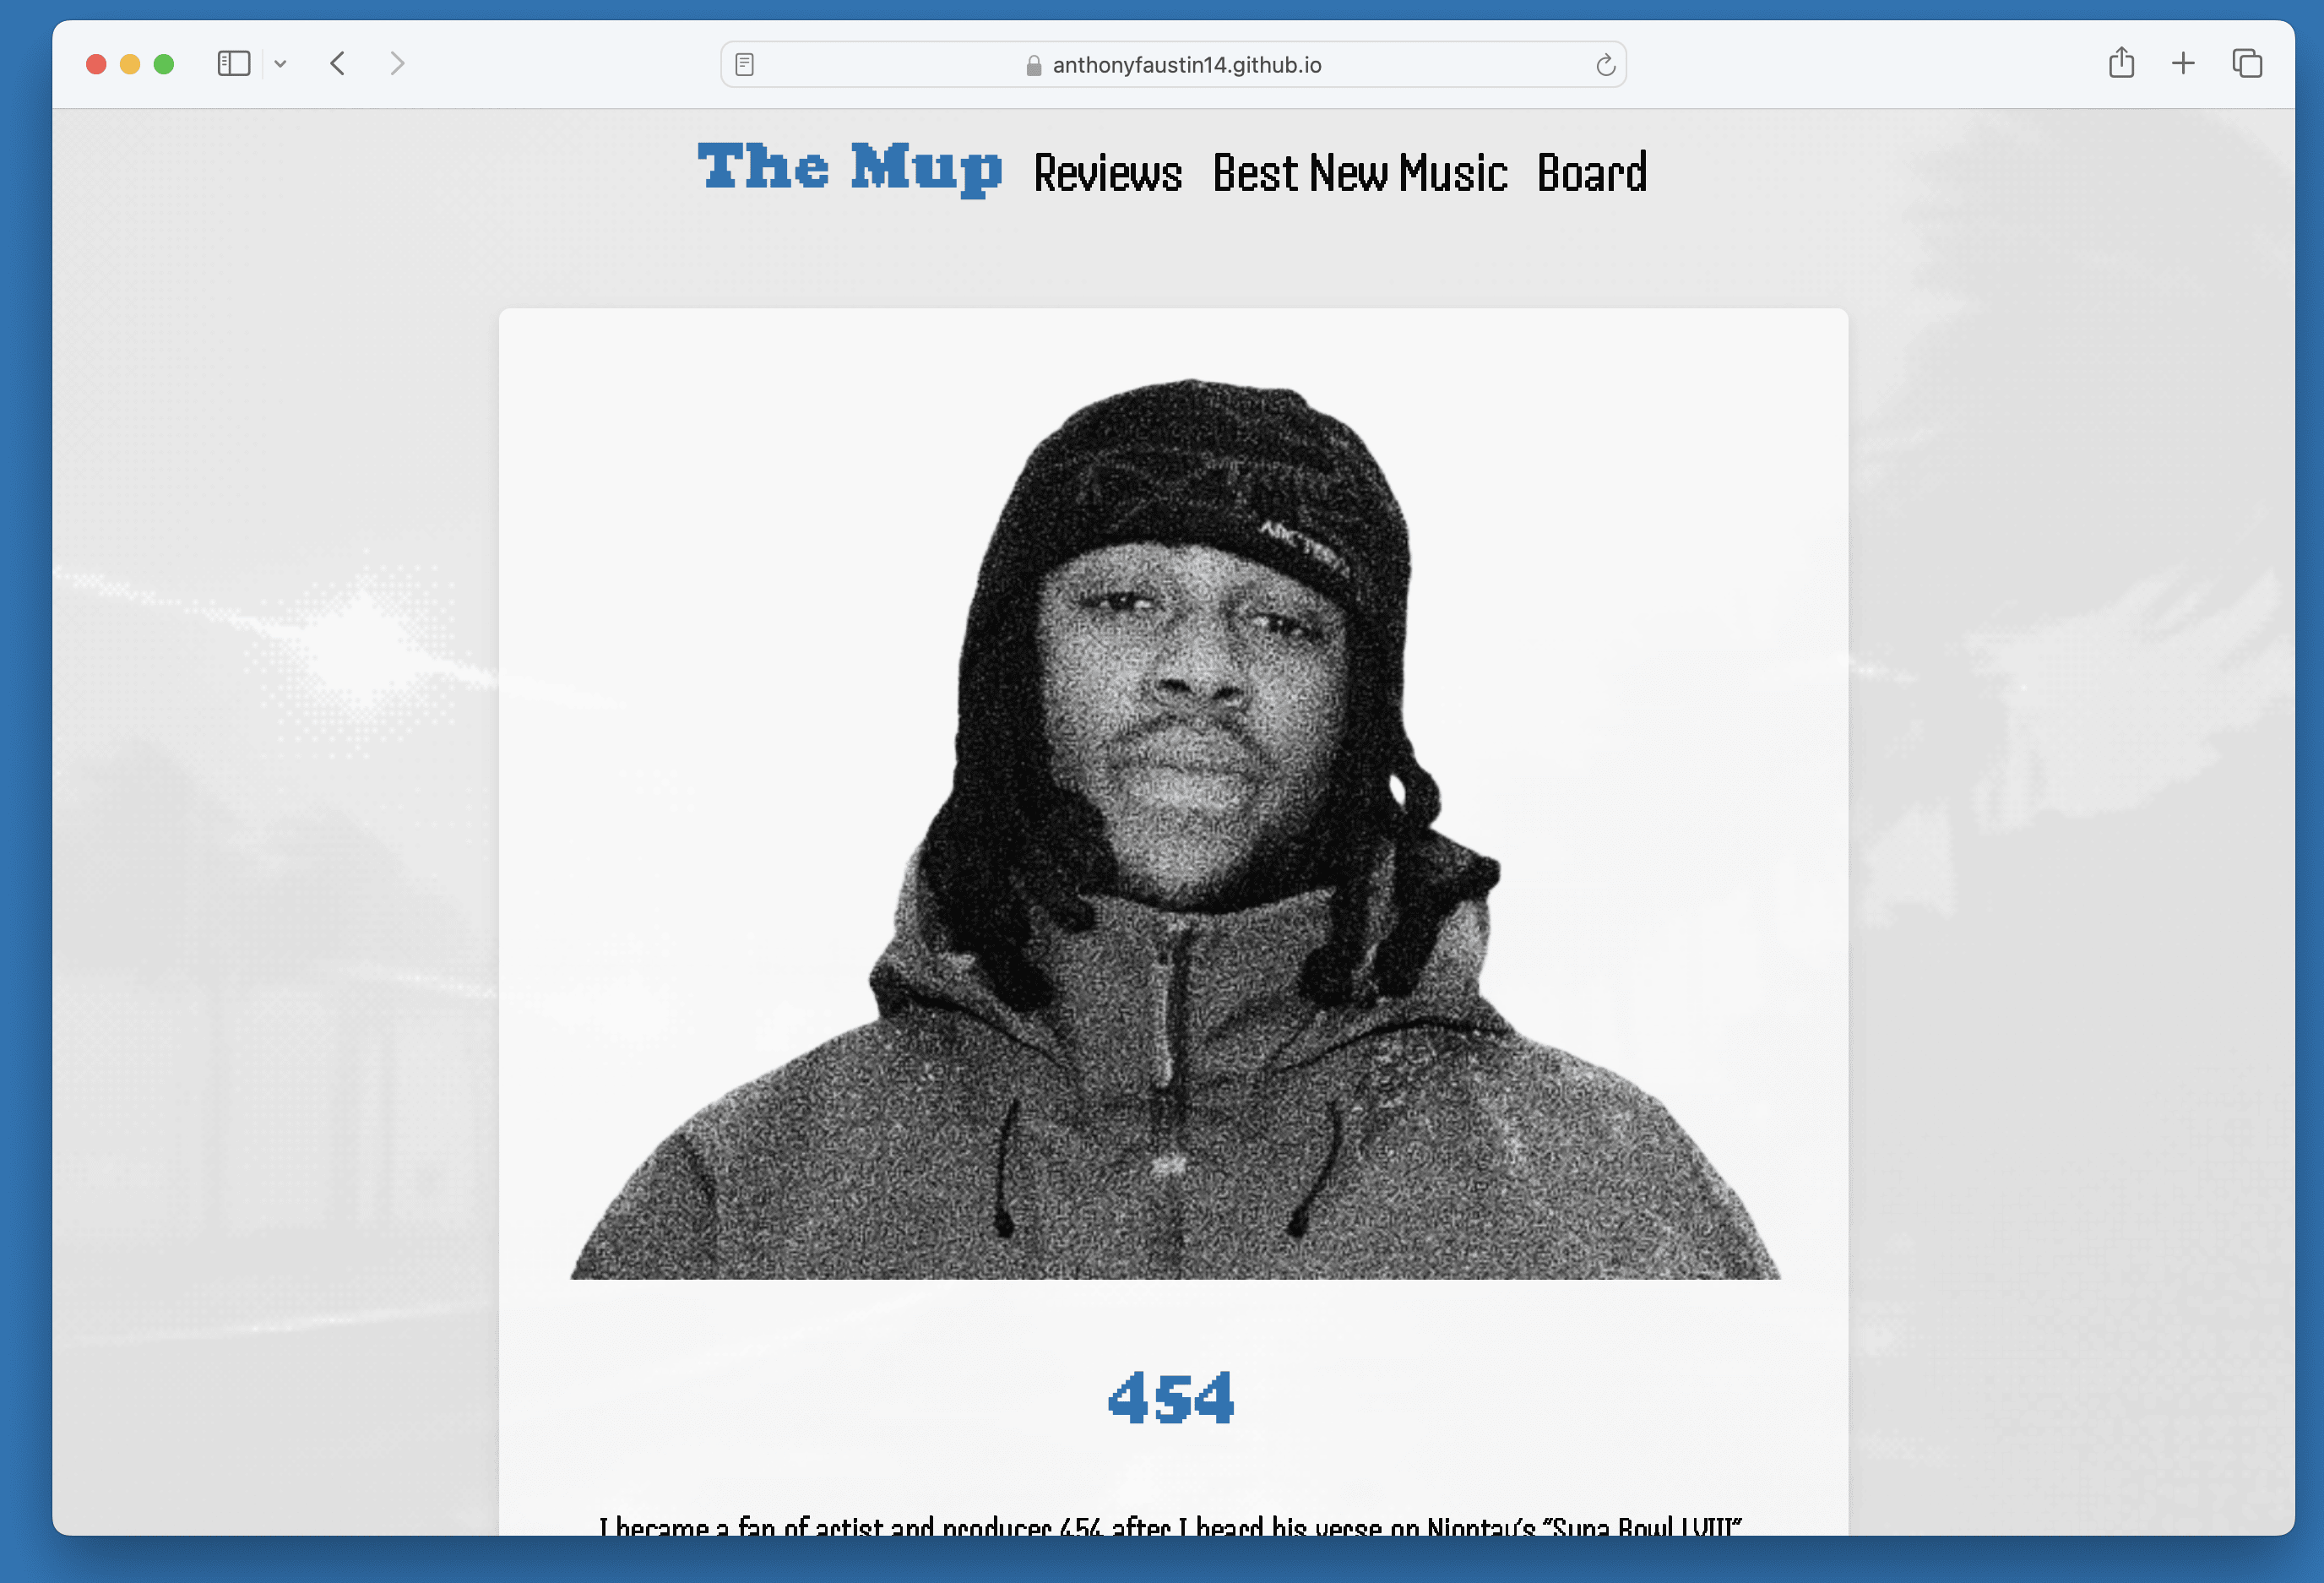 anthonyfaustin14.github.io
The Mup Reviews Best New Music Board
454
I became a fan of artist and producer 454 after I heard his verse on Niontay's "Supa Bowl LVIII"